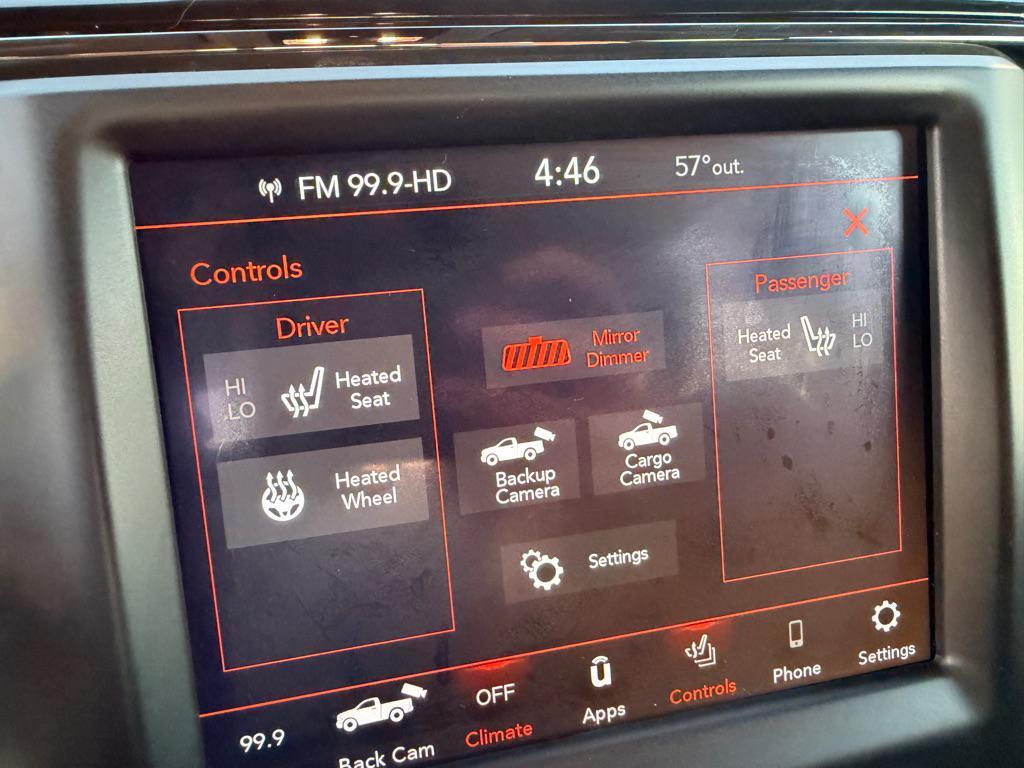 FM 99.9-HD 4:46 57° out.
Controls
Driver
HI
LO
Heated
Seat
Heated
Wheel
Mirror
Dimmer
Backup
Camera
Cargo
Camera
Settings
Passenger
Heated
Seat
HI
LO
99.9
Back Cam
OFF
Climate
Apps
Controls
Phone
Settings